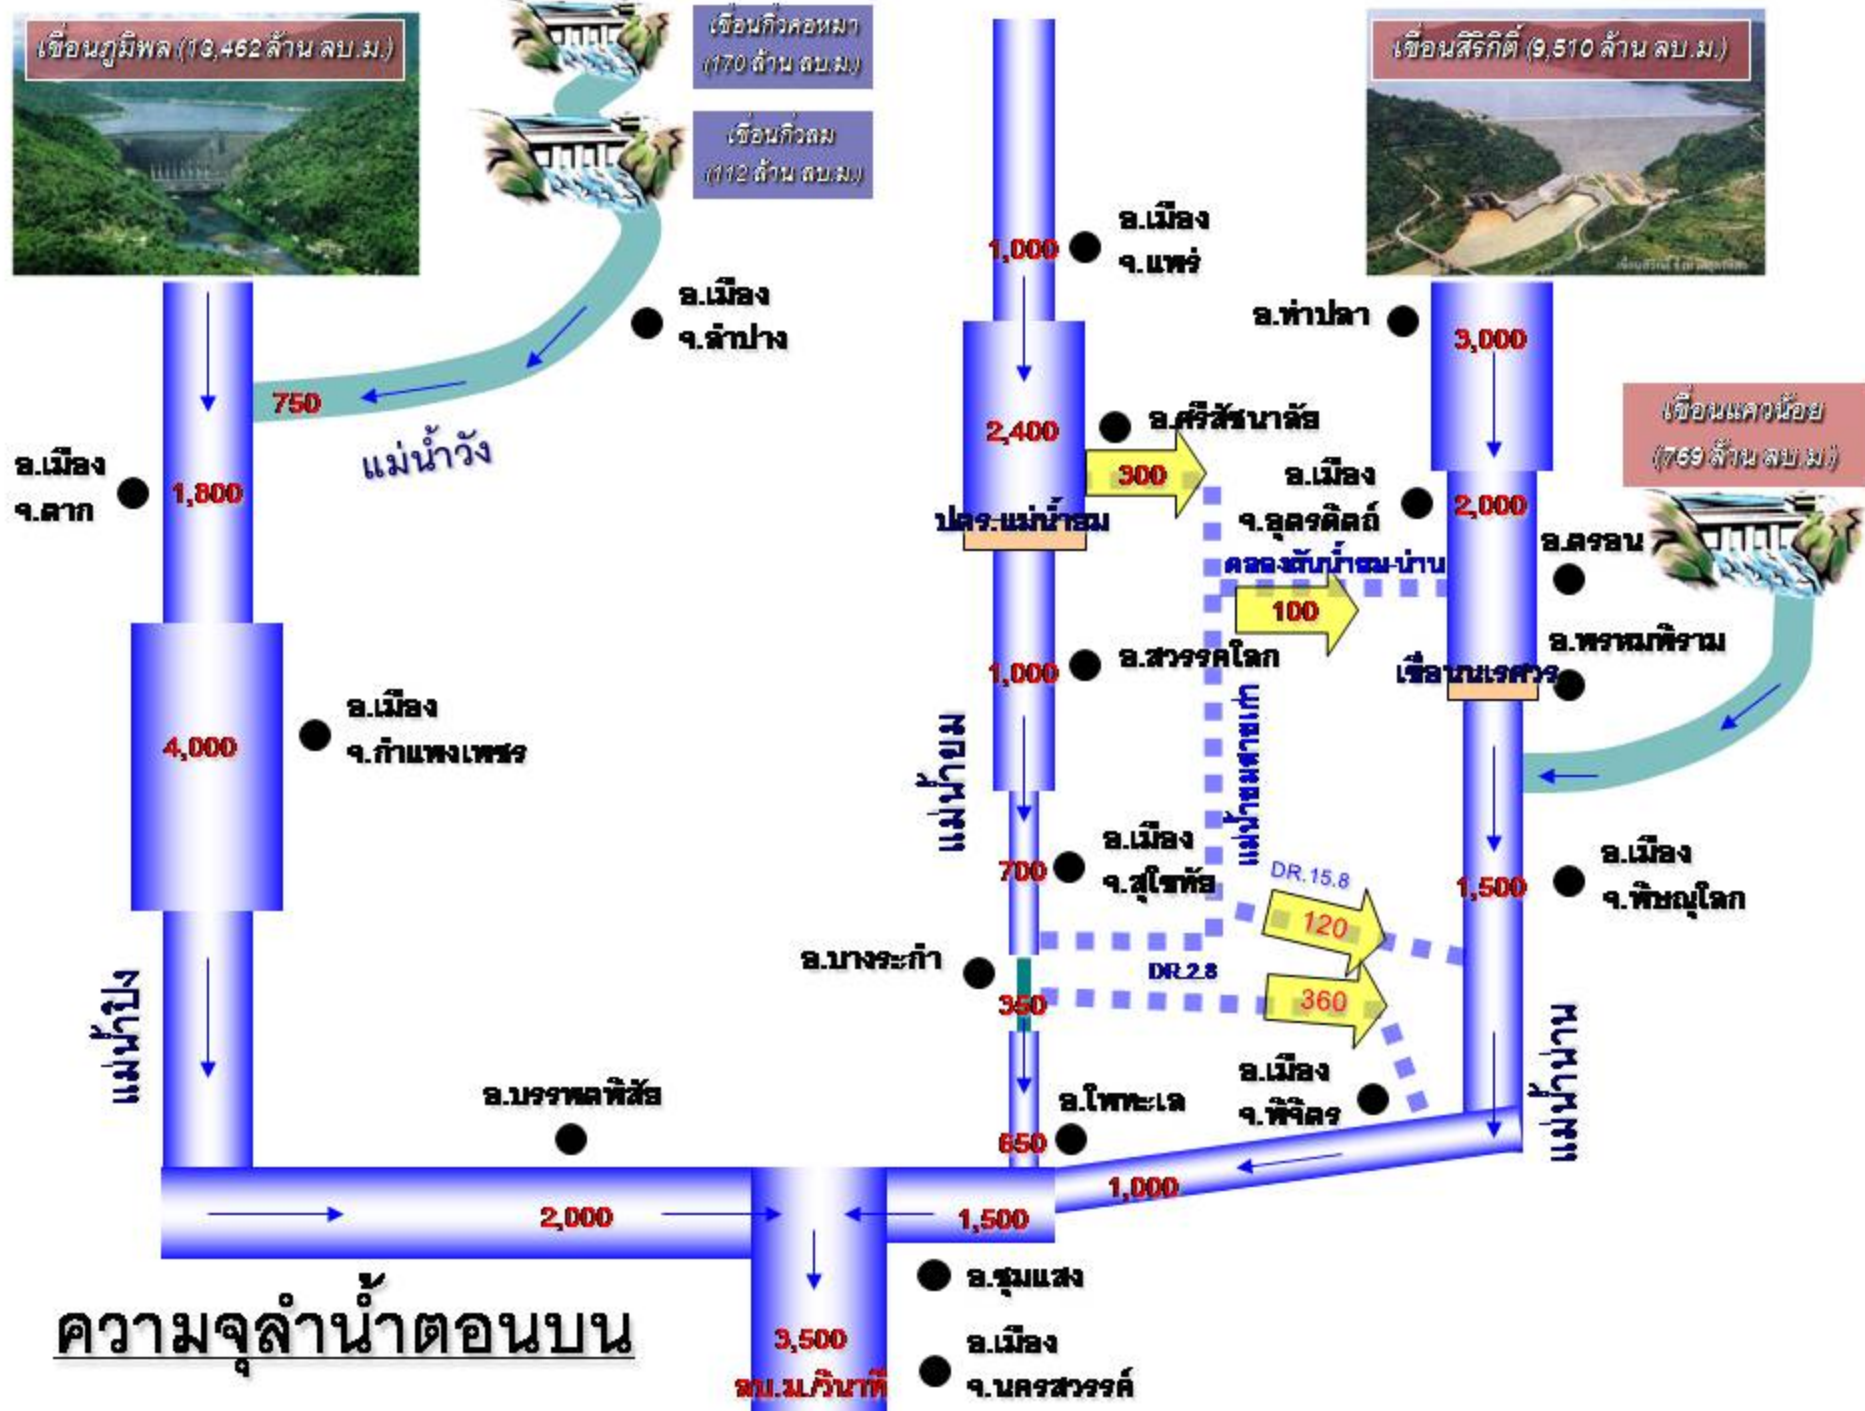 เขื่อนภูมิพล (13,462 ล้าน ลบ.ม.)
เขื่อนกิ่วคอหมา
(170 ล้าน ลบ.ม.)
เขื่อนกิ่วลม
(112 ล้าน ลบ.ม.)
เขื่อนสิริกิติ์ (9,510 ล้าน ลบ.ม.)
1,000
อ.เมือง
จ.แพร่
อ.เมือง
จ.ลำปาง
อ.ท่าปลา
3,000
750
แม่น้ำวัง
2,400
อ.ศรีสัชนาลัย
300
เขื่อนแควน้อย
(769 ล้าน ลบ.ม.)
อ.เมือง
จ.ตาก
1,800
ปตร.แม่น้ำยม
อ.เมือง
จ.อุตรดิตถ์
2,000
อ.ตรอน
คลองผันน้ำยม-น่าน
100
1,000
อ.สวรรคโลก
อ.พรหมพิราม
เขื่อนนเรศวร
4,000
อ.เมือง
จ.กำแพงเพชร
แม่น้ำยม
แม่น้ำยมสายเก่า
700
อ.เมือง
จ.สุโขทัย
DR.15.8
120
1,500
อ.เมือง
จ.พิษณุโลก
อ.บางระกำ
350
DR.2.8
360
แม่น้ำปิง
แม่น้ำน่าน
อ.บรรพตพิสัย
อ.โพทะเล
650
อ.เมือง
จ.พิจิตร
2,000
1,500
1,000
อ.ชุมแสง
ความจุลำน้ำตอนบน
3,500
ลบ.ม./วินาที
อ.เมือง
จ.นครสวรรค์